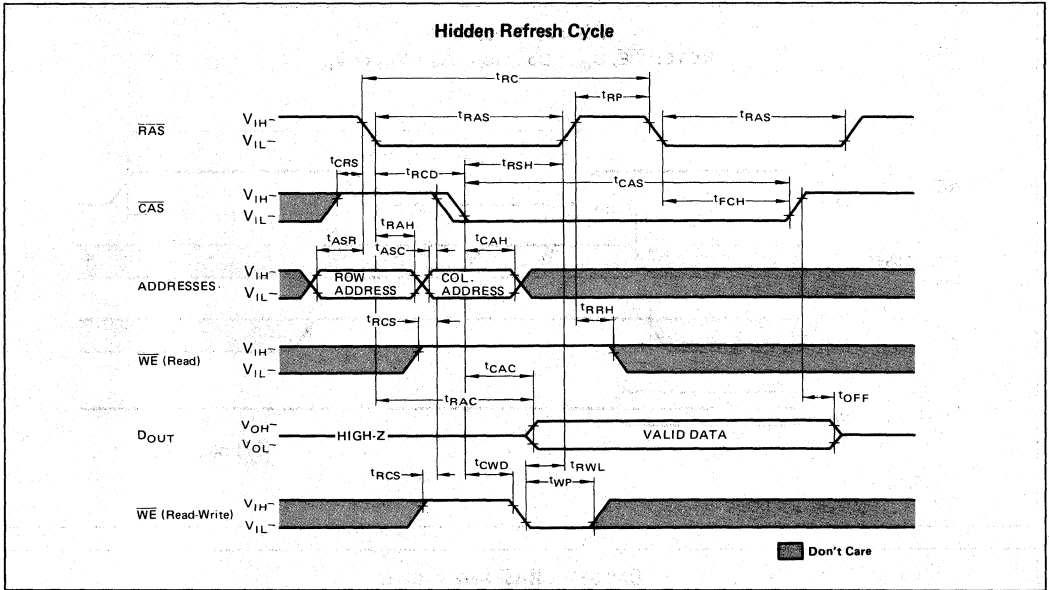 Hidden Refresh Cycle
tRC
tRP
RAS
VIH
VIL
tRAS
tRAS
tCRS
tRCD
tRSH
tCAS
CAS
VIH
VIL
tRAH
tFCH
tASR
tASC
tCAH
ADDRESSES
VIH
VIL
ROW ADDRESS
COL. ADDRESS
tRCS
tRRH
WE (Read)
VIH
VIL
tCAC
tRAC
tOFF
DOUT
VOH
VOL
HIGH-Z
VALID DATA
tRCS
tCWD
tRWL
tWP
WE (Read-Write)
VIH
VIL
Don't Care